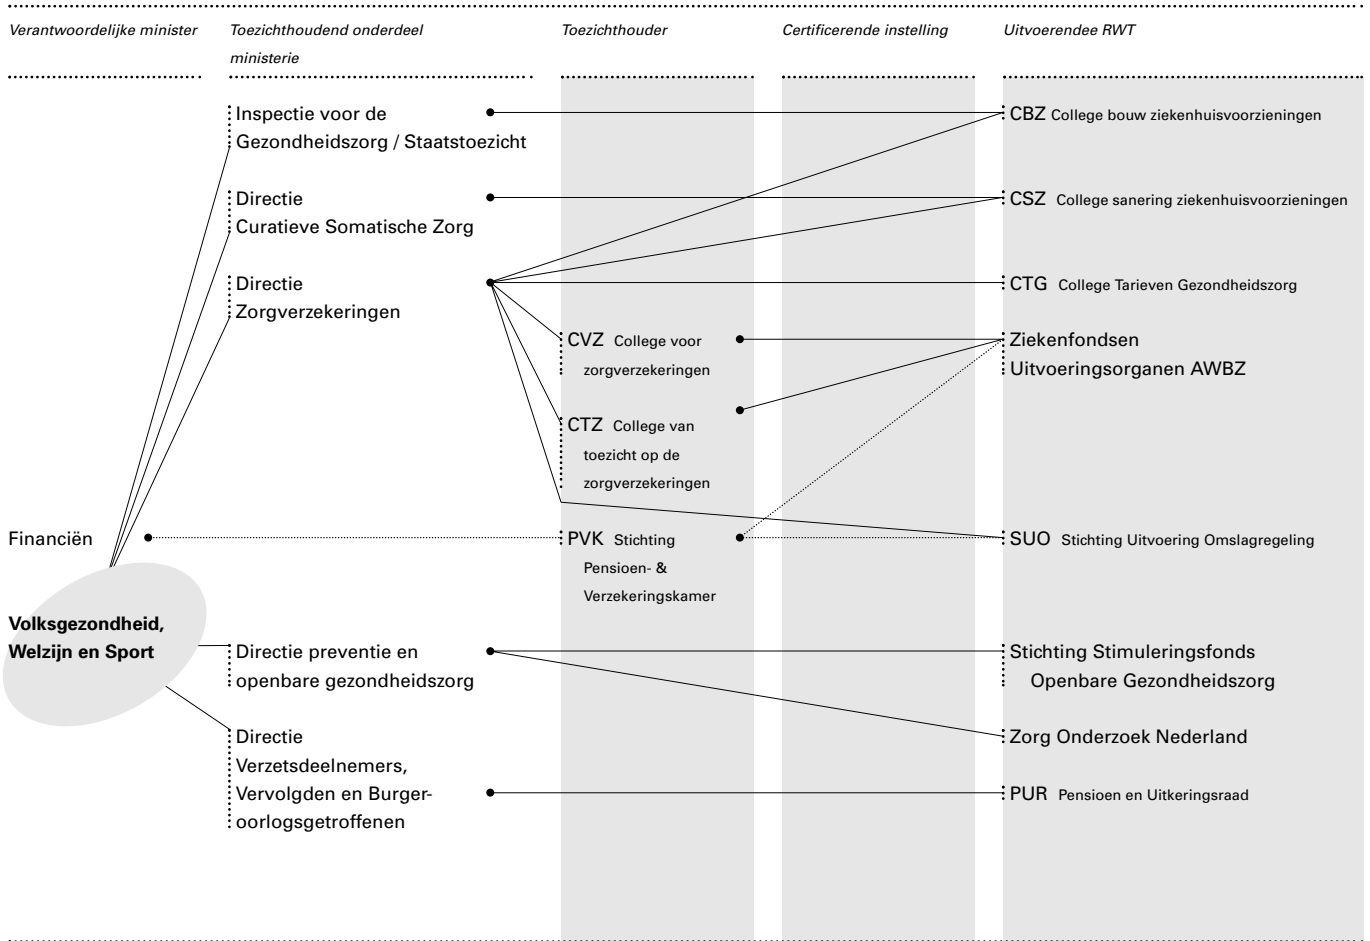 Verantwoordelijke minister
Toezichthoudend onderdeel
ministerie
Toezichthouder
Certificerende instelling
Uitvoerendee RWT
Inspectie voor de
Gezondheidszorg / Staatstoezicht
CBZ College bouw ziekenhuisvoorzieningen
Directie
Curatieve Somatische Zorg
CSZ College sanering ziekenhuisvoorzieningen
Directie
Zorgverzekeringen
CTG College Tarieven Gezondheidszorg
CVZ College voor
zorgverzekeringen
Ziekenfondsen
Uitvoeringsorganen AWBZ
CTZ College van
toezicht op de
zorgverzekeringen
Financiën
PVK Stichting
Pensioen- &
Verzekeringskamer
SUO Stichting Uitvoering Omslagregeling
Volksgezondheid,
Welzijn en Sport
Directie preventie en
openbare gezondheidszorg
Stichting Stimuleringsfonds
Openbare Gezondheidszorg
Zorg Onderzoek Nederland
Directie
Verzetsdeelnemers,
Vervolgden en Burger-
oorlogsgetroffenen
PUR Pensioen en Uitkeringsraad